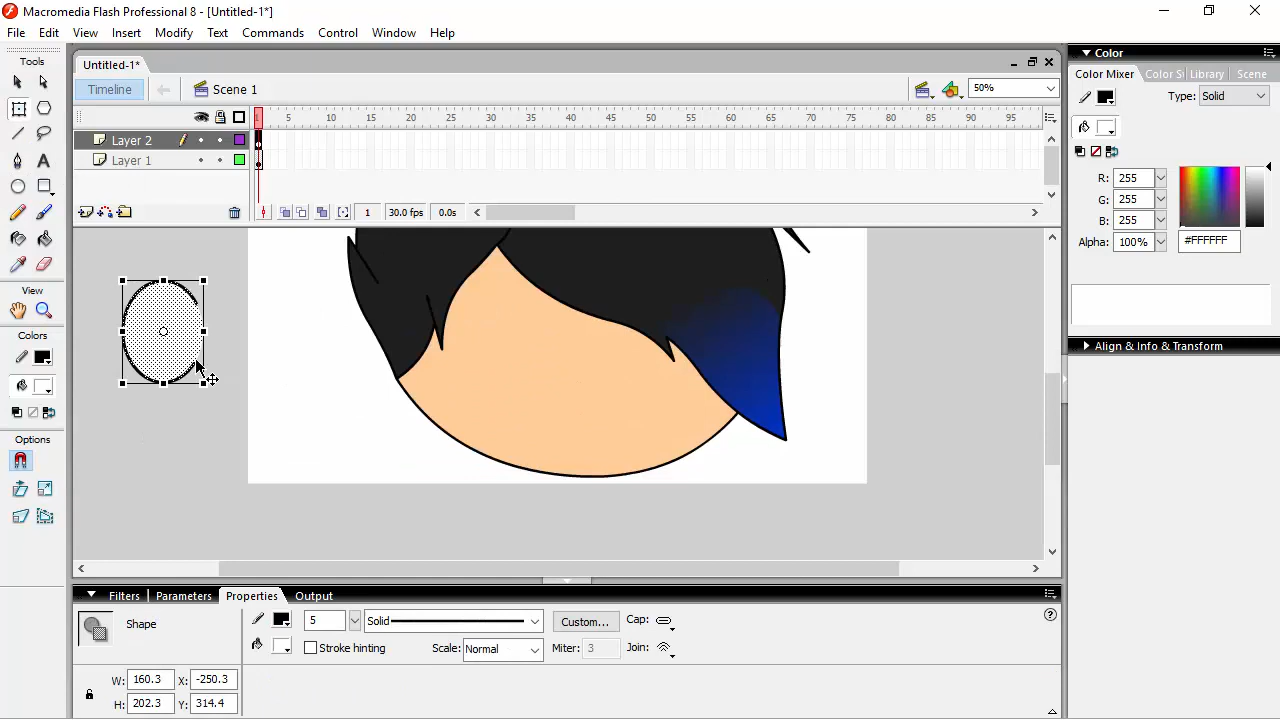 Macromedia Flash Professional 8 - [Untitled-1*]
File Edit View Insert Modify Text Commands Control Window Help
Tools
Untitled-1*
Timeline
Scene 1
50%
1 5 10 15 20 25 30 35 40 45 50 55 60 65 70 75 80 85 90 95
Layer 2
Layer 1
1 30.0 fps 0.0s
View
Colors
Options
Color
Color Mixer Color S Library Scene
Type: Solid
R: 255
G: 255
B: 255
Alpha: 100% #FFFFFF
Align & Info & Transform
Filters Parameters Properties Output
Shape
5 Solid Custom... Cap:
Stroke hinting Scale: Normal Miter: 3 Join:
W: 160.3 X: -250.3
H: 202.3 Y: 314.4